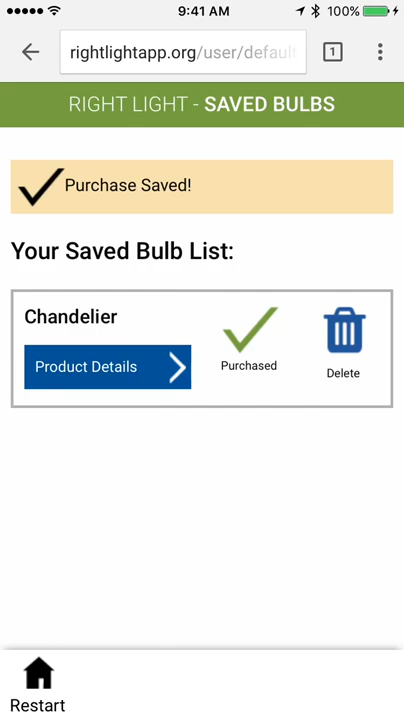 9:41 AM
100%
rightlightapp.org/user/default
1
RIGHT LIGHT - SAVED BULBS
Purchase Saved!
Your Saved Bulb List:
Chandelier
Product Details
Purchased
Delete
Restart